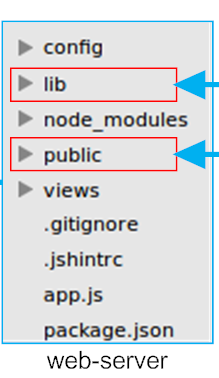 config
lib
node_modules
public
views
.gitignore
.jshintrc
app.js
package.json
web-server